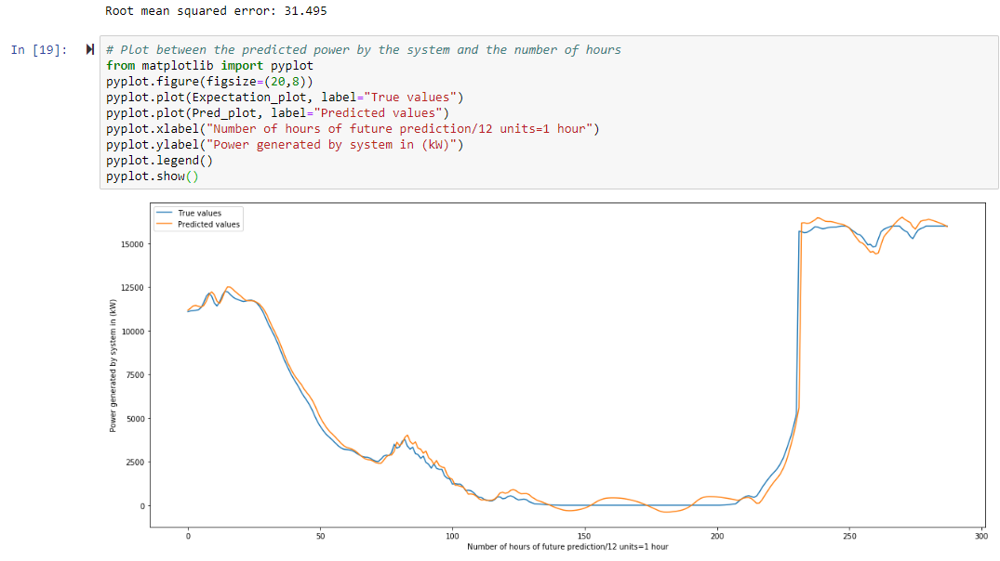 Root mean squared error: 31.495
In [19]:
# Plot between the predicted power by the system and the number of hours
from matplotlib import pyplot
pyplot.figure(figsize=(20,8))
pyplot.plot(Expectation_plot, label="True values")
pyplot.plot(Pred_plot, label="Predicted values")
pyplot.xlabel("Number of hours of future prediction/12 units=1 hour")
pyplot.ylabel("Power generated by system in (kW)")
pyplot.legend()
pyplot.show()
True values
Predicted values
Power generated by system in (kW)
15000
12500
10000
7500
5000
2500
0
0 50 100 150 200 250 300
Number of hours of future prediction/12 units=1 hour